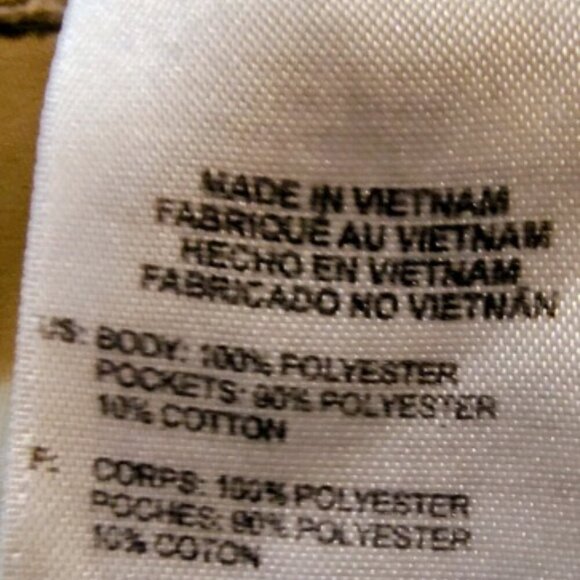 MADE IN VIETNAM
FABRIQUÉ AU VIETNAM
HECHO EN VIETNAM
FABRICADO NO VIETNÃN
US: BODY: 100% POLYESTER
POCKETS: 90% POLYESTER
10% COTTON
F: CORPS: 100% POLYESTER
POCHES: 90% POLYESTER
10% COTON